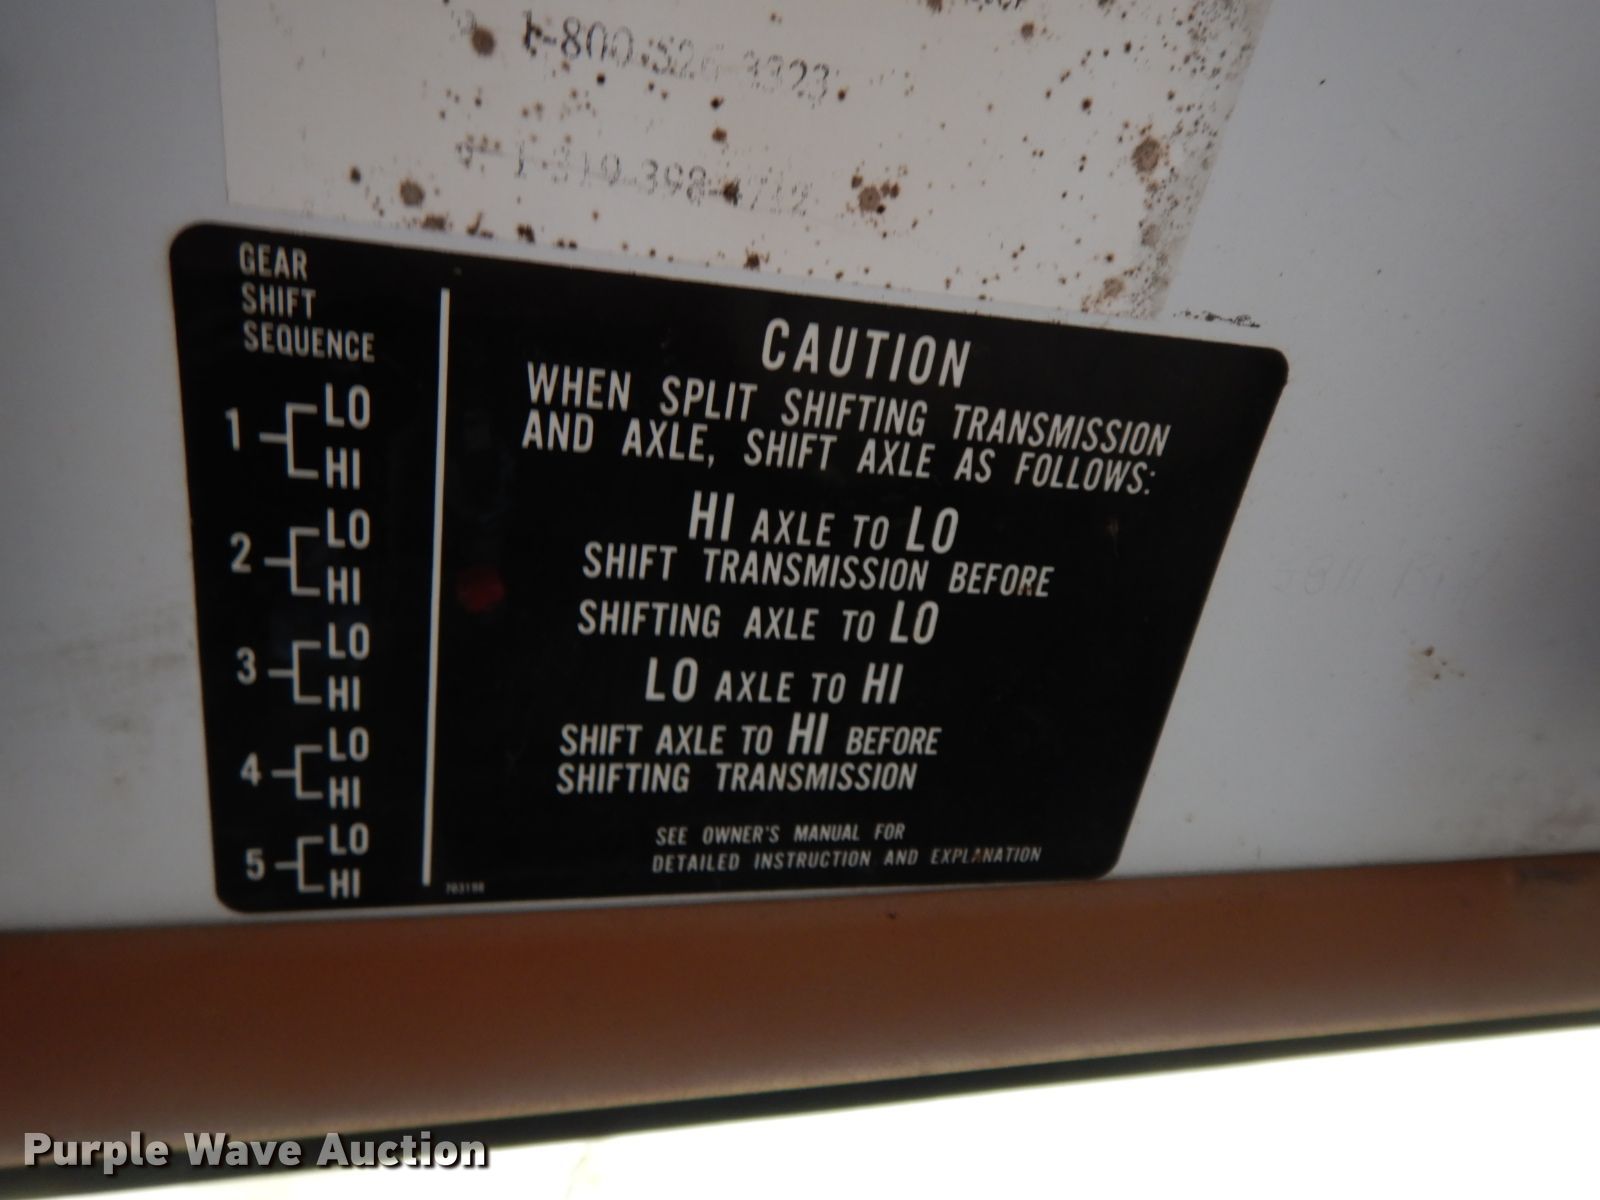 GEAR
SHIFT
SEQUENCE
1 LO
HI
2 LO
HI
3 LO
HI
4 LO
HI
5 LO
HI
CAUTION
WHEN SPLIT SHIFTING TRANSMISSION
AND AXLE, SHIFT AXLE AS FOLLOWS:
HI AXLE TO LO
SHIFT TRANSMISSION BEFORE
SHIFTING AXLE TO LO
LO AXLE TO HI
SHIFT AXLE TO HI BEFORE
SHIFTING TRANSMISSION
SEE OWNER'S MANUAL FOR
DETAILED INSTRUCTION AND EXPLANATION
Purple Wave Auction